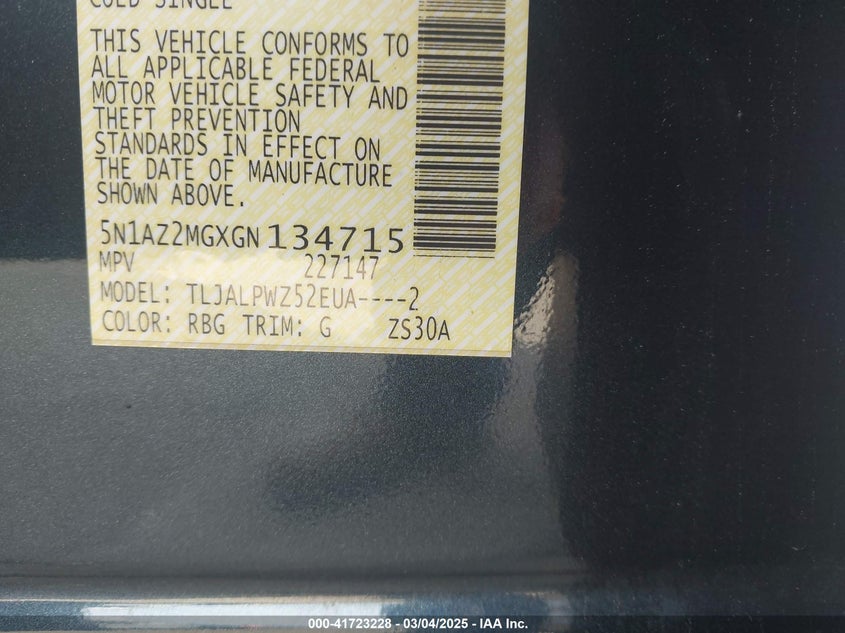 COLD SINGLE
THIS VEHICLE CONFORMS TO
ALL APPLICABLE FEDERAL
MOTOR VEHICLE SAFETY AND
THEFT PREVENTION
STANDARDS IN EFFECT ON
THE DATE OF MANUFACTURE
SHOWN ABOVE.
5N1AZ2MGXGN134715
MPV 227147
MODEL: TLJALPWZ52EUA----2
COLOR: RBG TRIM: G ZS30A
000-41723228 - 03/04/2025 - IAA Inc.